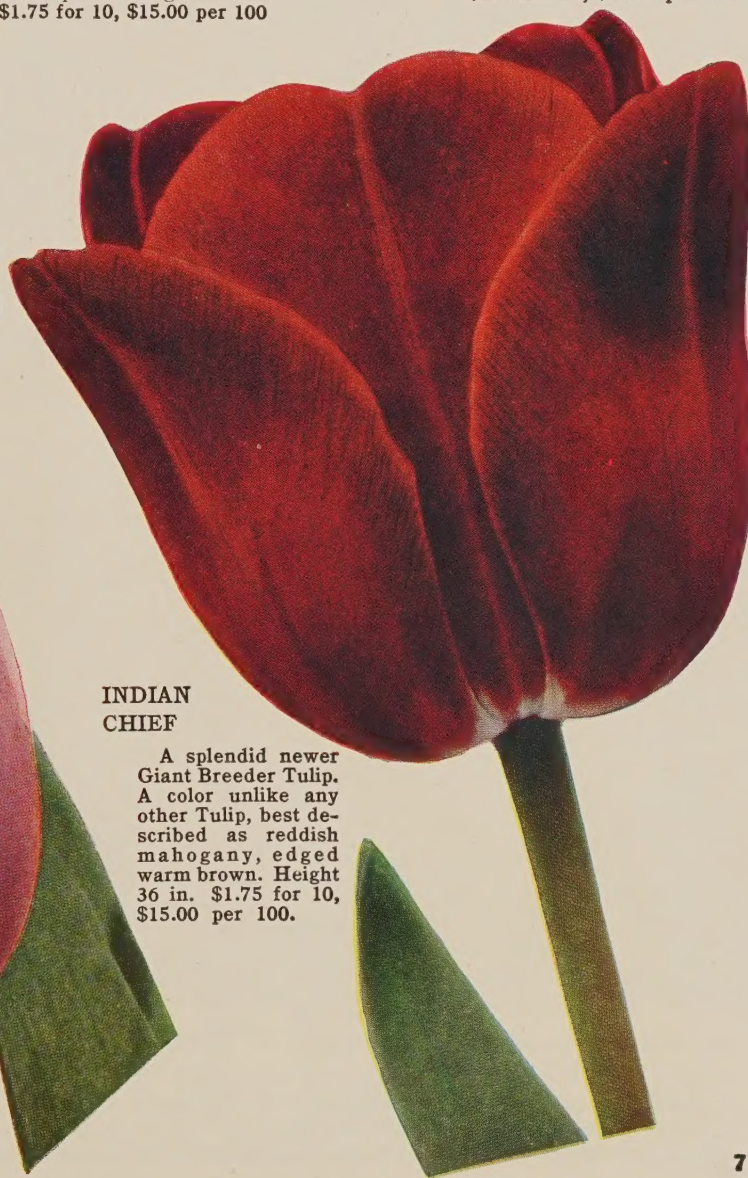 $1.75 for 10, $15.00 per 100
INDIAN
CHIEF
A splendid newer
Giant Breeder Tulip.
A color unlike any
other Tulip, best de-
scribed as reddish
mahogany, edged
warm brown. Height
36 in. $1.75 for 10,
$15.00 per 100.
7